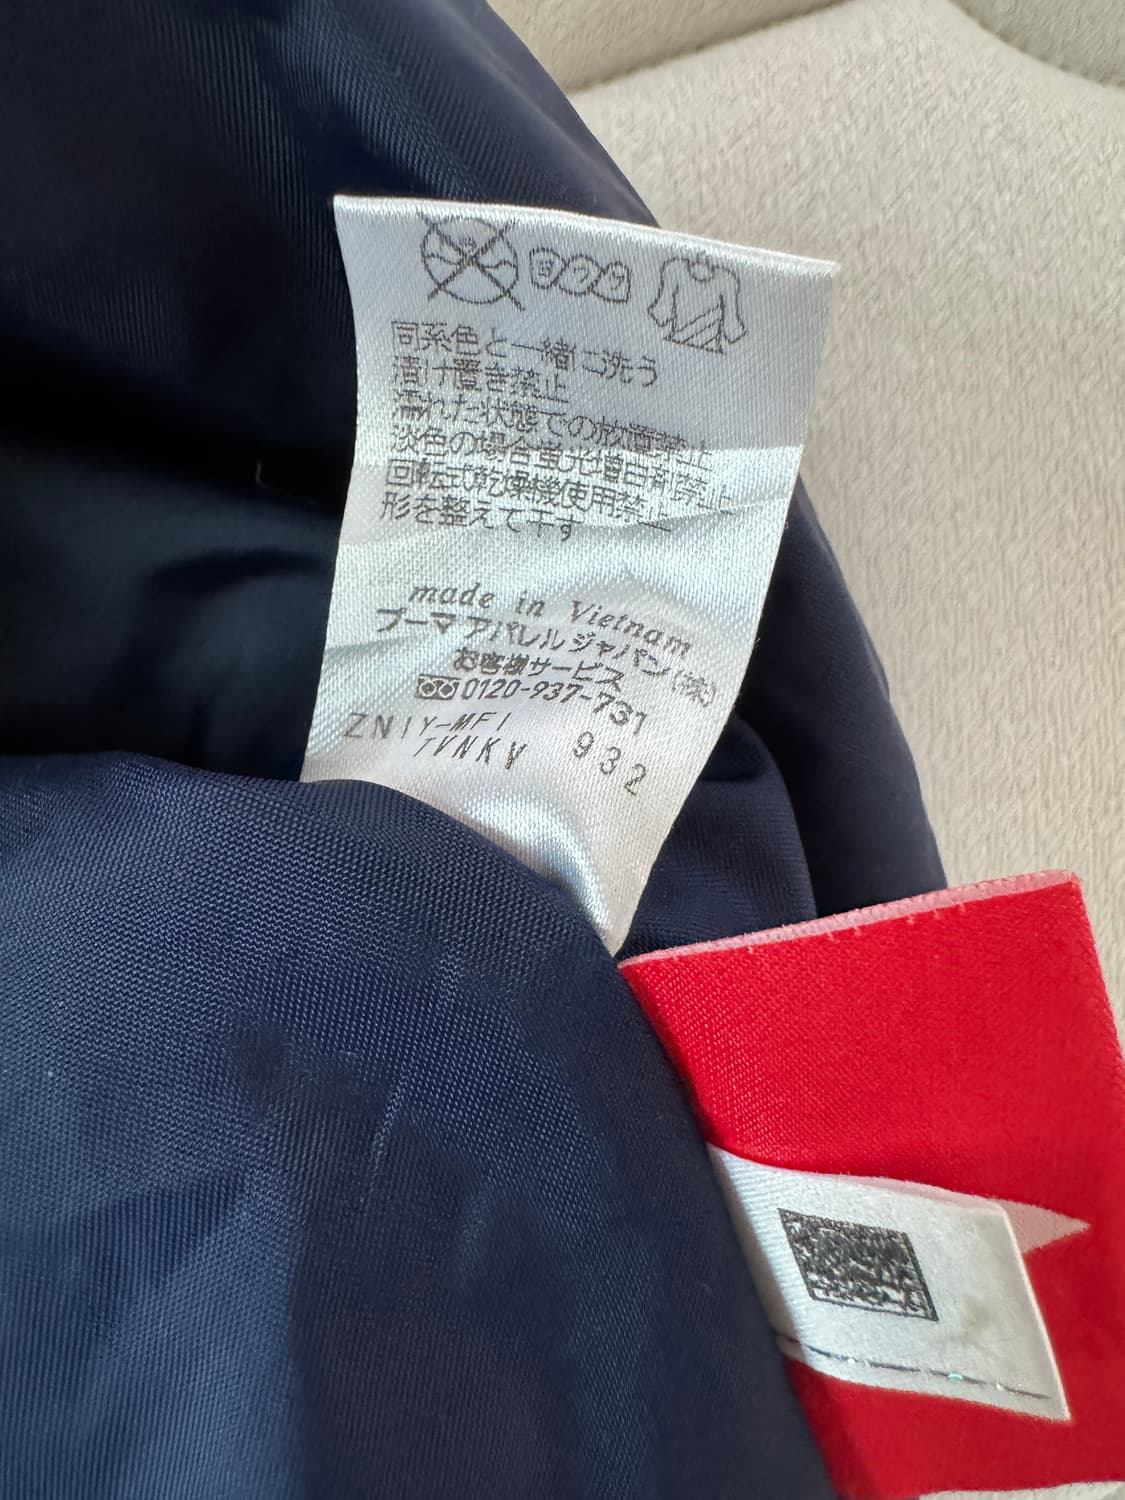 ヨワク
同系色と一緒に洗う
漬け置き禁止
濡れた状態での放置禁止
淡色の場合蛍光増白剤禁止
回転式乾燥機使用禁止
形を整えて干す
made in Vietnam
プーマ アパレル ジャパン(株)
お客様サービス
0120-937-731
ZNIY-MFI
TVNKV 932